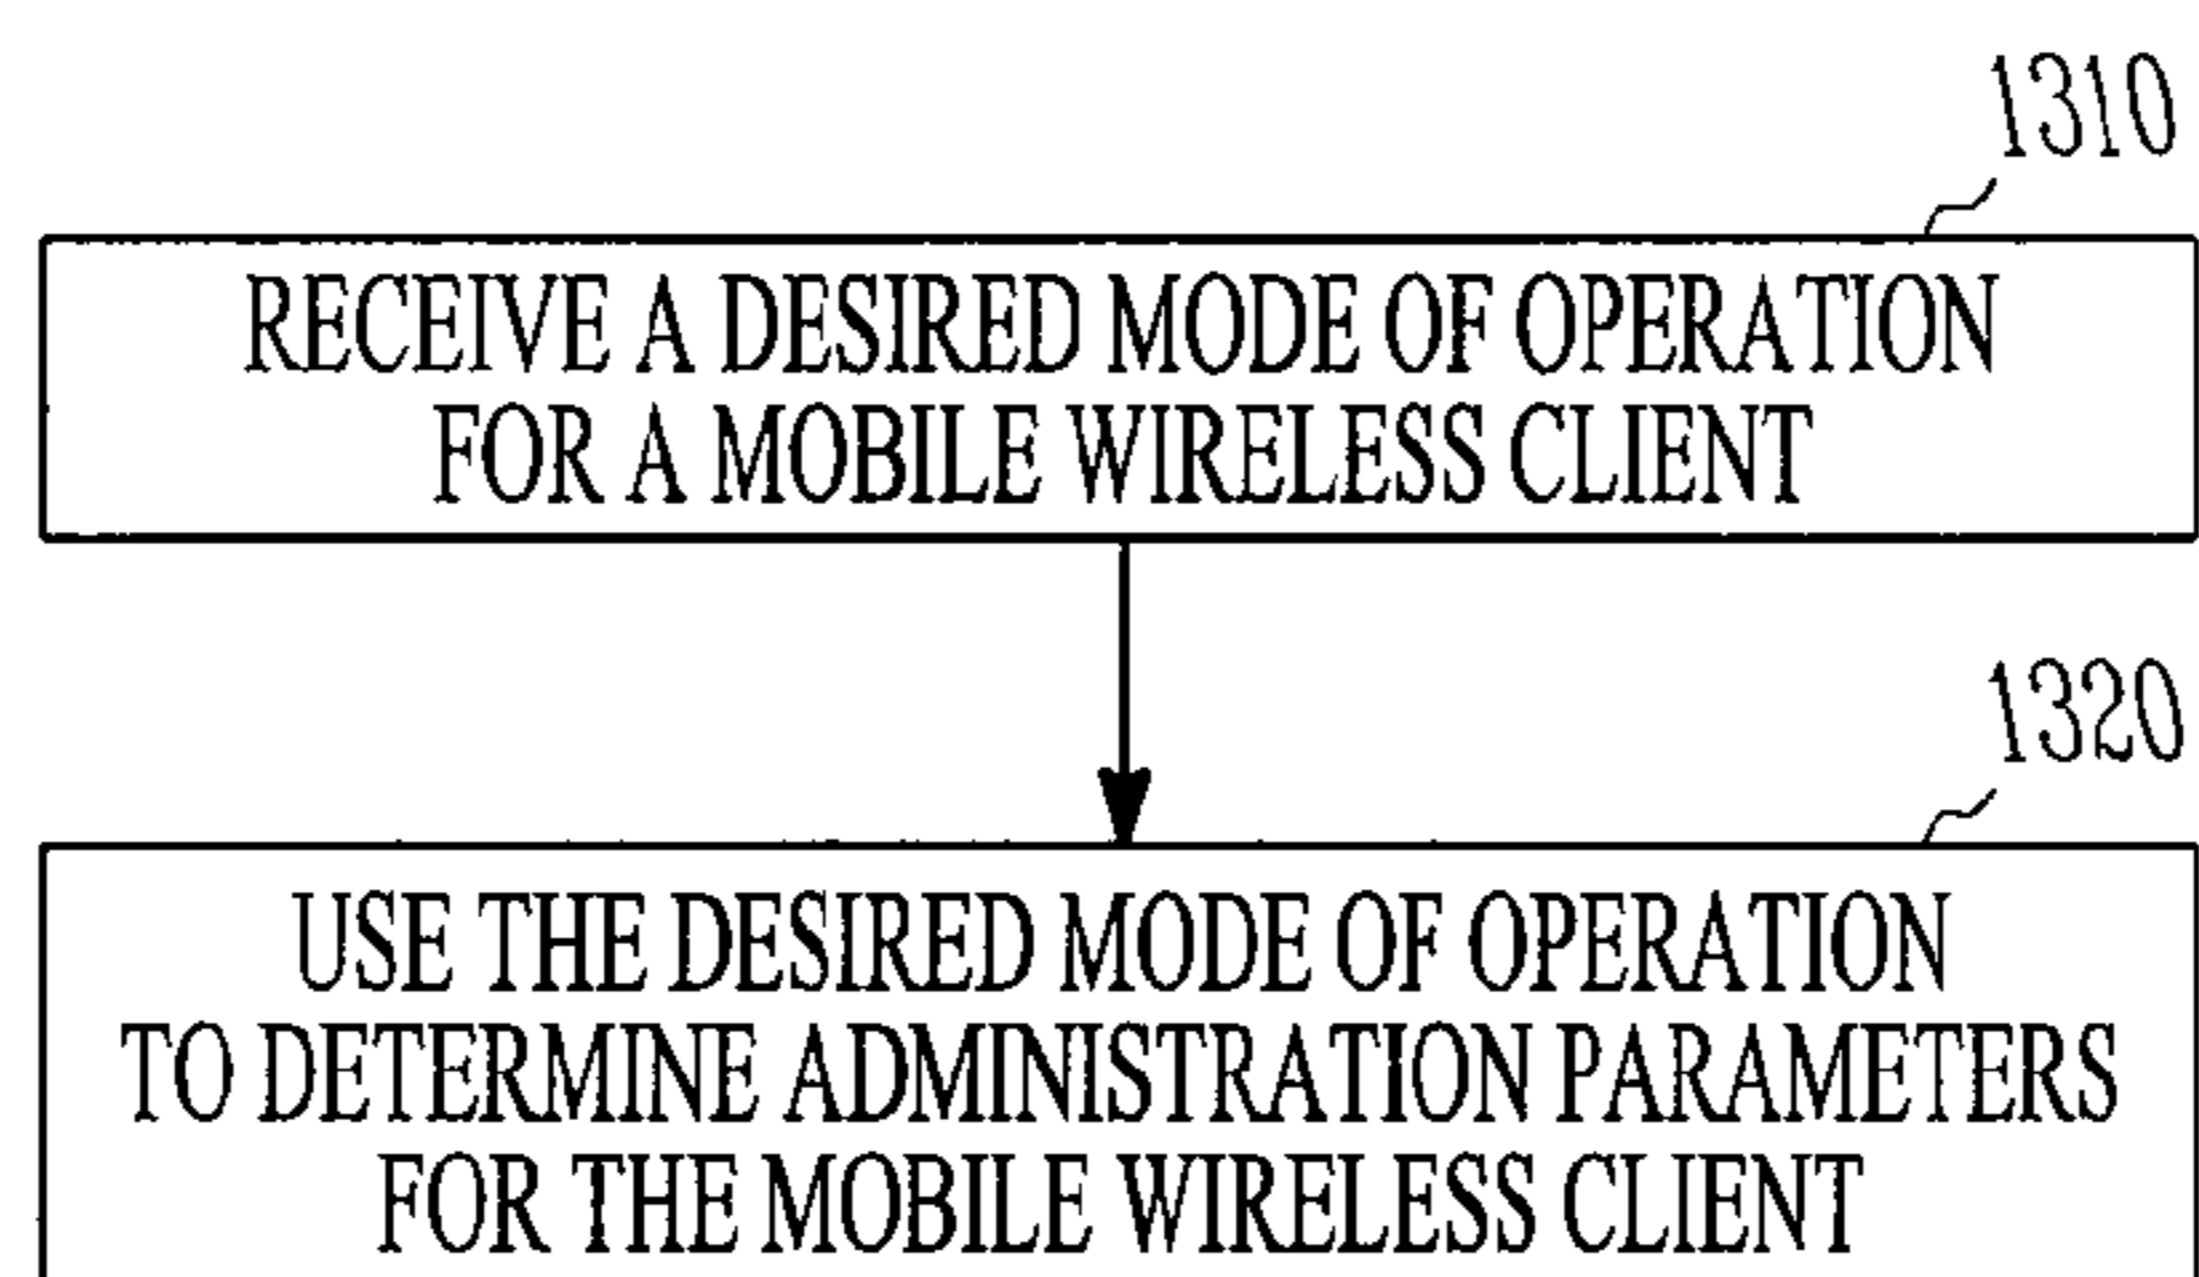 1310
RECEIVE A DESIRED MODE OF OPERATION
FOR A MOBILE WIRELESS CLIENT
1320
USE THE DESIRED MODE OF OPERATION
TO DETERMINE ADMINISTRATION PARAMETERS
FOR THE MOBILE WIRELESS CLIENT